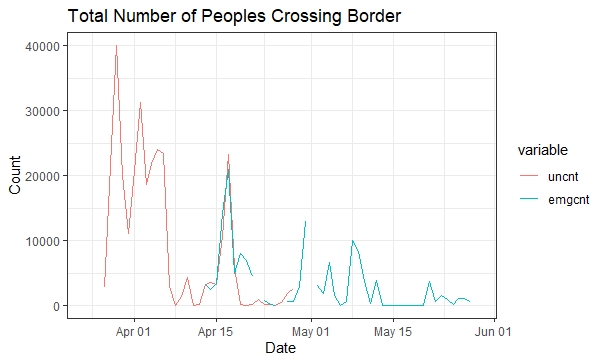 Total Number of Peoples Crossing Border
Count
40000
30000
20000
10000
0
Apr 01
Apr 15
May 01
May 15
Jun 01
Date
variable
uncnt
emgcnt